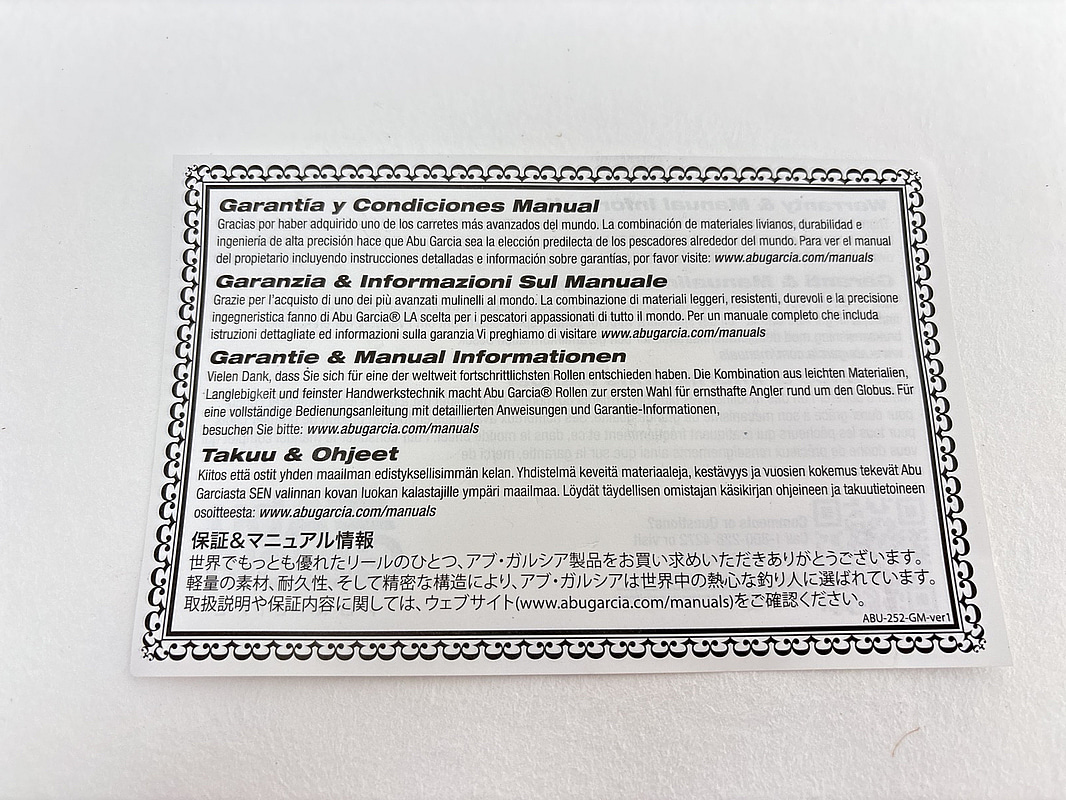 Garantía y Condiciones Manual
Gracias por haber adquirido uno de los carretes más avanzados del mundo. La combinación de materiales livianos, durabilidad e
ingeniería de alta precisión hace que Abu Garcia sea la elección predilecta de los pescadores alrededor del mundo. Para ver el manual
del propietario incluyendo instrucciones detalladas e información sobre garantías, por favor visite: www.abugarcia.com/manuals
Garanzia & Informazioni Sul Manuale
Grazie per l'acquisto di uno dei più avanzati mulinelli al mondo. La combinazione di materiali leggeri, resistenti, durevoli e la precisione
ingegneristica fanno di Abu Garcia® LA scelta per i pescatori appassionati di tutto il mondo. Per un manuale completo che includa
istruzioni dettagliate ed informazioni sulla garanzia Vi preghiamo di visitare www.abugarcia.com/manuals
Garantie & Manual Informationen
Vielen Dank, dass Sie sich für eine der weltweit fortschrittlichsten Rollen entschieden haben. Die Kombination aus leichten Materialien,
Langlebigkeit und feinster Handwerkstechnik macht Abu Garcia® Rollen zur ersten Wahl für ernsthafte Angler rund um den Globus. Für
eine vollständige Bedienungsanleitung mit detaillierten Anweisungen und Garantie-Informationen,
besuchen Sie bitte: www.abugarcia.com/manuals
Takuu & Ohjeet
Kiitos että ostit yhden maailman edistyksellisimmän kelan. Yhdistelmä keveitä materiaaleja, kestävyys ja vuosien kokemus tekevät Abu
Garciasta SEN valinnan kovan luokan kalastajille ympäri maailmaa. Löydät täydellisen omistajan käsikirjan ohjeineen ja takuutietoineen
osoitteesta: www.abugarcia.com/manuals
保証&マニュアル情報
世界でもっとも優れたリールのひとつ、アブ・ガルシア製品をお買い求めいただきありがとうございます。
軽量の素材、耐久性、そして精密な構造により、アブ・ガルシアは世界中の熱心な釣り人に選ばれています。
取扱説明や保証内容に関しては、ウェブサイト(www.abugarcia.com/manuals)をご確認ください。
ABU-252-GM-ver1